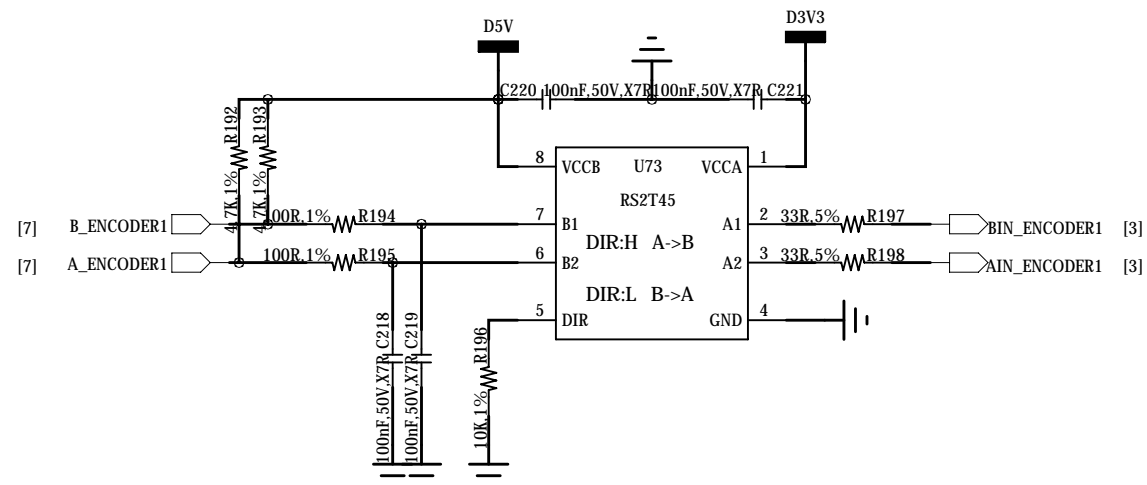 D5V
D3V3
C220 100nF,50V,X7R
100nF,50V,X7R C221
4.7K,1% R192
4.7K,1% R193
8 VCCB U73 VCCA 1
RS2T45
[7] B_ENCODER1 100R,1% R194 7 B1 A1 2 33R,5% R197 BIN_ENCODER1 [3]
DIR:H A->B
[7] A_ENCODER1 100R,1% R195 6 B2 A2 3 33R,5% R198 AIN_ENCODER1 [3]
DIR:L B->A
5 DIR GND 4
100nF,50V,X7R C218
100nF,50V,X7R C219
10K,1% R196